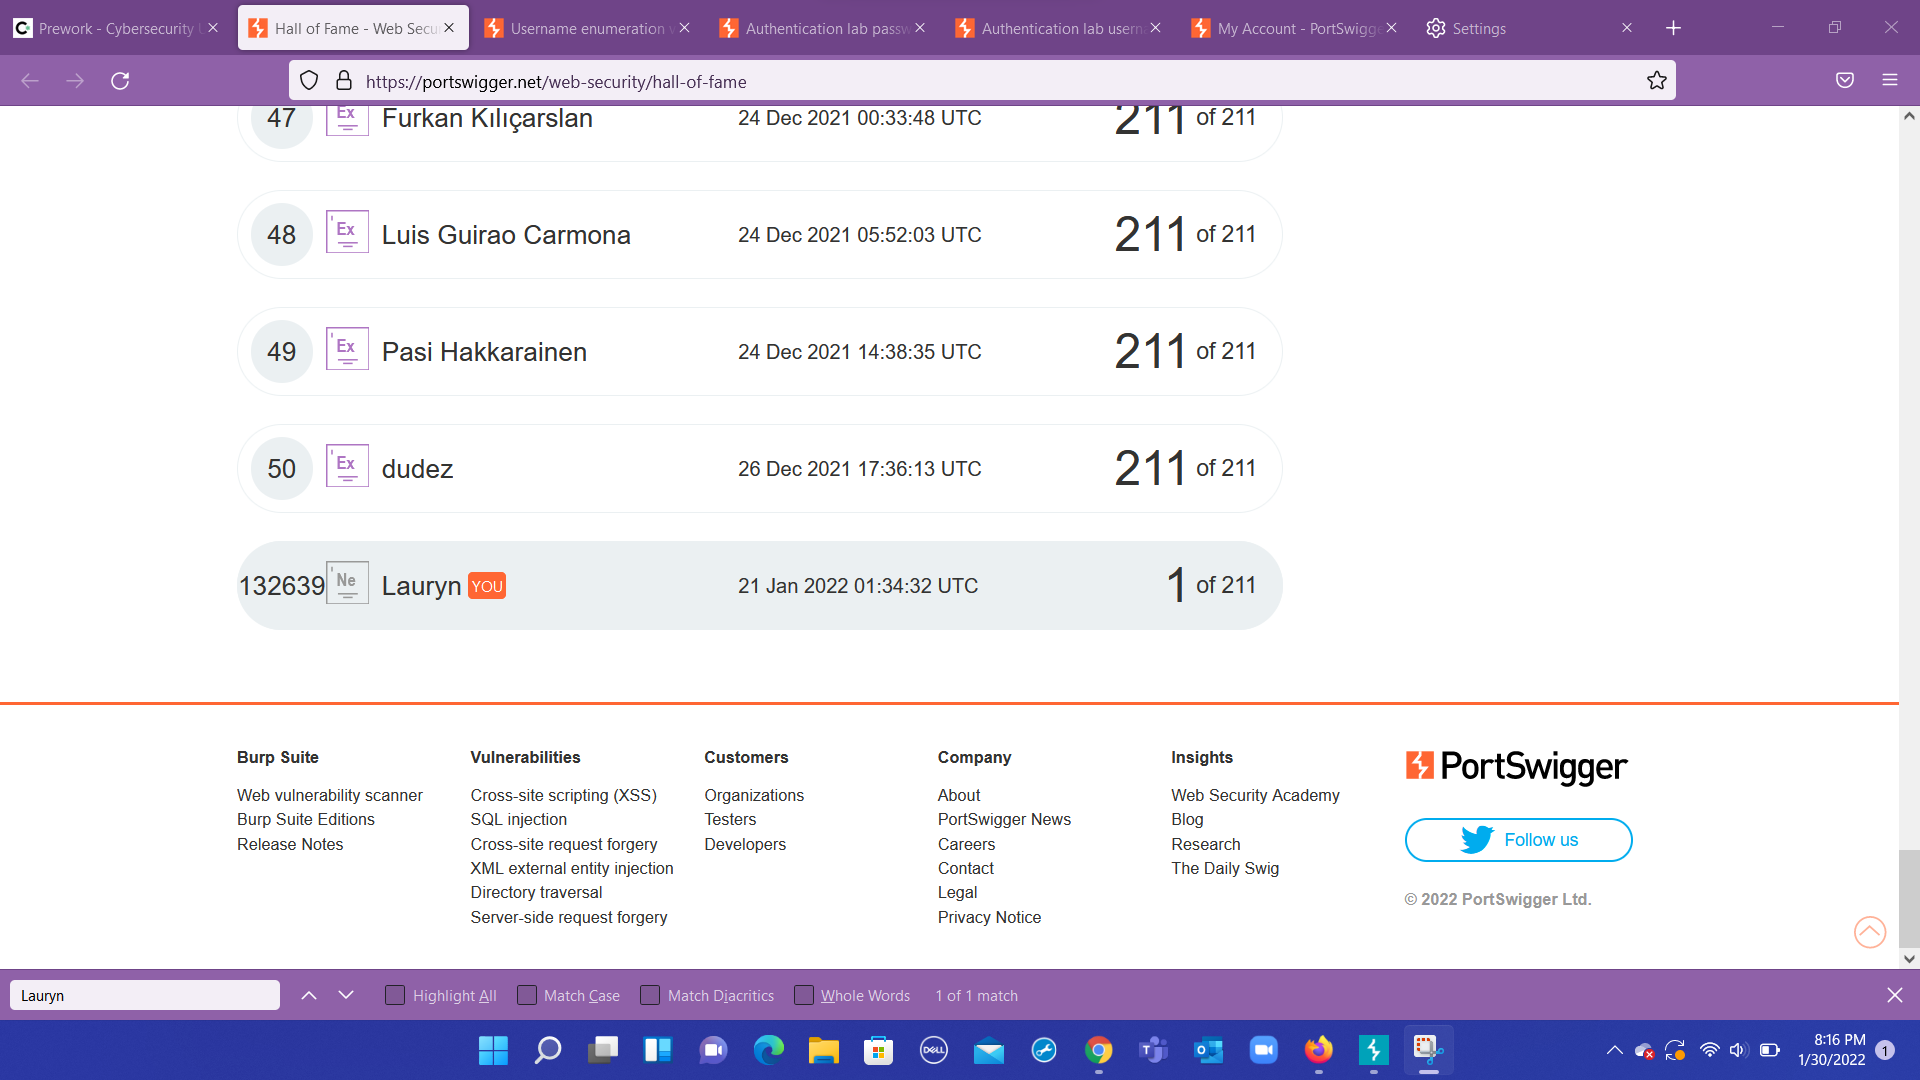 Prework - Cybersecurity
Hall of Fame - Web Secu
Username enumeration v
Authentication lab passw
Authentication lab usern
My Account - PortSwigge
Settings
https://portswigger.net/web-security/hall-of-fame
47 Ex Furkan Kılıçarslan 24 Dec 2021 00:33:48 UTC 211 of 211
48 Ex Luis Guirao Carmona 24 Dec 2021 05:52:03 UTC 211 of 211
49 Ex Pasi Hakkarainen 24 Dec 2021 14:38:35 UTC 211 of 211
50 Ex dudez 26 Dec 2021 17:36:13 UTC 211 of 211
132639 Ne Lauryn YOU 21 Jan 2022 01:34:32 UTC 1 of 211
Burp Suite
Web vulnerability scanner
Burp Suite Editions
Release Notes
Vulnerabilities
Cross-site scripting (XSS)
SQL injection
Cross-site request forgery
XML external entity injection
Directory traversal
Server-side request forgery
Customers
Organizations
Testers
Developers
Company
About
PortSwigger News
Careers
Contact
Legal
Privacy Notice
Insights
Web Security Academy
Blog
Research
The Daily Swig
PortSwigger
Follow us
© 2022 PortSwigger Ltd.
Lauryn Highlight All Match Case Match Diacritics Whole Words 1 of 1 match
DELL
8:16 PM
1/30/2022
1